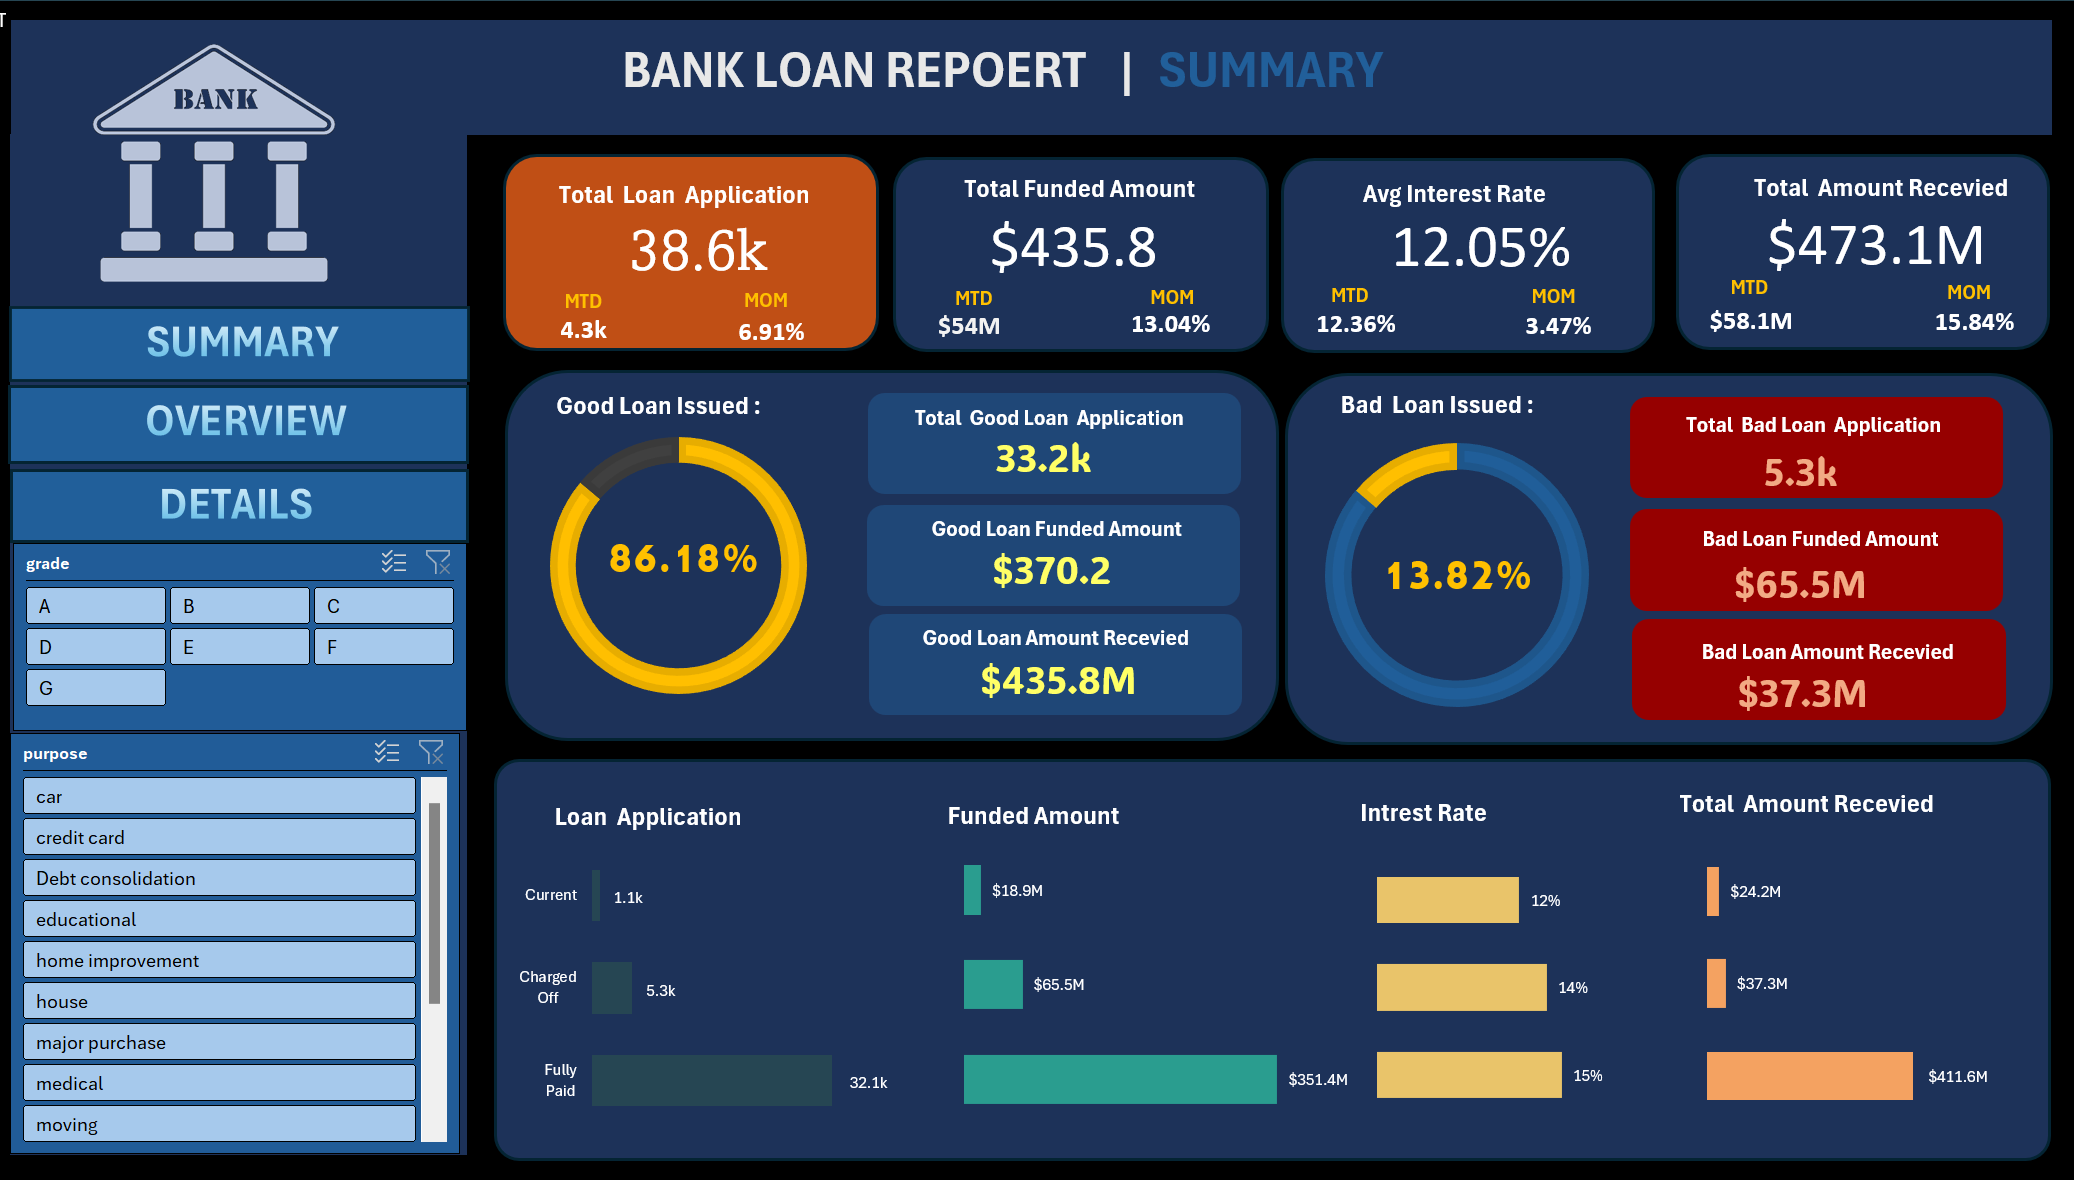 T
BANK LOAN REPOERT | SUMMARY
BANK
SUMMARY
OVERVIEW
DETAILS
grade
A
B
C
D
E
F
G
purpose
car
credit card
Debt consolidation
educational
home improvement
house
major purchase
medical
moving
Total Loan Application
38.6k
MTD
MOM
4.3k
6.91%
Total Funded Amount
$435.8
MTD
MOM
$54M
13.04%
Avg Interest Rate
12.05%
MTD
MOM
12.36%
3.47%
Total Amount Recevied
$473.1M
MTD
MOM
$58.1M
15.84%
Good Loan Issued :
86.18%
Total Good Loan Application
33.2k
Good Loan Funded Amount
$370.2
Good Loan Amount Recevied
$435.8M
Bad Loan Issued :
13.82%
Total Bad Loan Application
5.3k
Bad Loan Funded Amount
$65.5M
Bad Loan Amount Recevied
$37.3M
Loan Application
Current
1.1k
Charged
Off
5.3k
Fully
Paid
32.1k
Funded Amount
$18.9M
$65.5M
$351.4M
Intrest Rate
12%
14%
15%
Total Amount Recevied
$24.2M
$37.3M
$411.6M